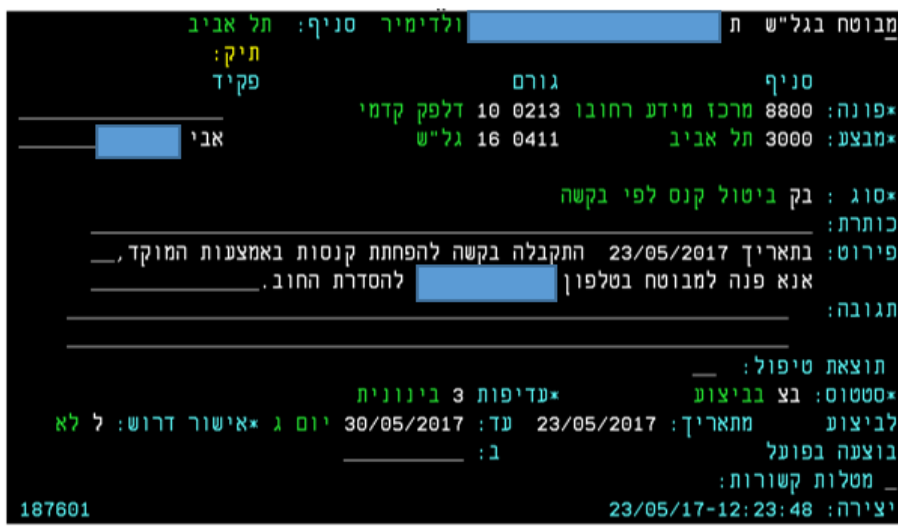 מבוטח בגל"ש ת ולדימיר סניף: תל אביב
תיק:
סניף גורם פקיד
*פונה: 8800 מרכז מידע רחובו 0213 10 דלפק קדמי
*מבצע: 3000 תל אביב 0411 16 גל"ש אבי
*סוג : בק ביטול קנס לפי בקשה
כותרת:
פירוט: בתאריך 23/05/2017 התקבלה בקשה להפחתת קנסות באמצעות המוקד,
אנא פנה למבוטח בטלפון להסדרת החוב.
תגובה:
תוצאת טיפול:
*סטטוס: בצ בביצוע *עדיפות 3 בינונית
לביצוע מתאריך: 23/05/2017 עד: 30/05/2017 יום ג *אישור דרוש: ל לא
בוצעה בפועל ב:
מטלות קשורות:
יצירה: 23/05/17-12:23:48 187601